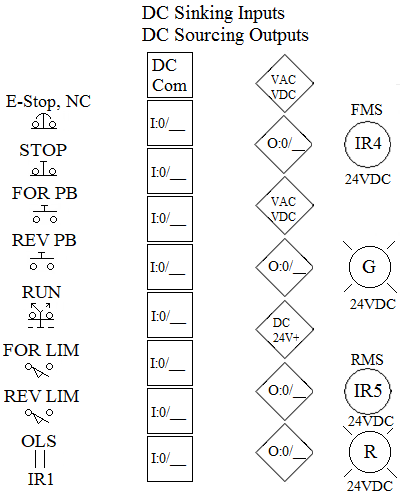 DC Sinking Inputs
DC Sourcing Outputs
DC
Com
VAC
VDC
E-Stop, NC
I:0/__
FMS
O:0/__
IR4
24VDC
STOP
I:0/__
FOR PB
I:0/__
VAC
VDC
REV PB
I:0/__
O:0/__
G
24VDC
RUN
I:0/__
DC
24V+
FOR LIM
I:0/__
RMS
O:0/__
IR5
24VDC
REV LIM
I:0/__
OLS
I:0/__
O:0/__
R
24VDC
IR1